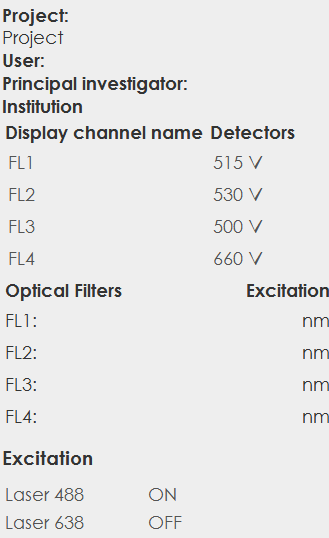 Project:
Project
User:
Principal investigator:
Institution
Display channel name Detectors
FL1 515 V
FL2 530 V
FL3 500 V
FL4 660 V
Optical Filters Excitation
FL1: nm
FL2: nm
FL3: nm
FL4: nm
Excitation
Laser 488 ON
Laser 638 OFF